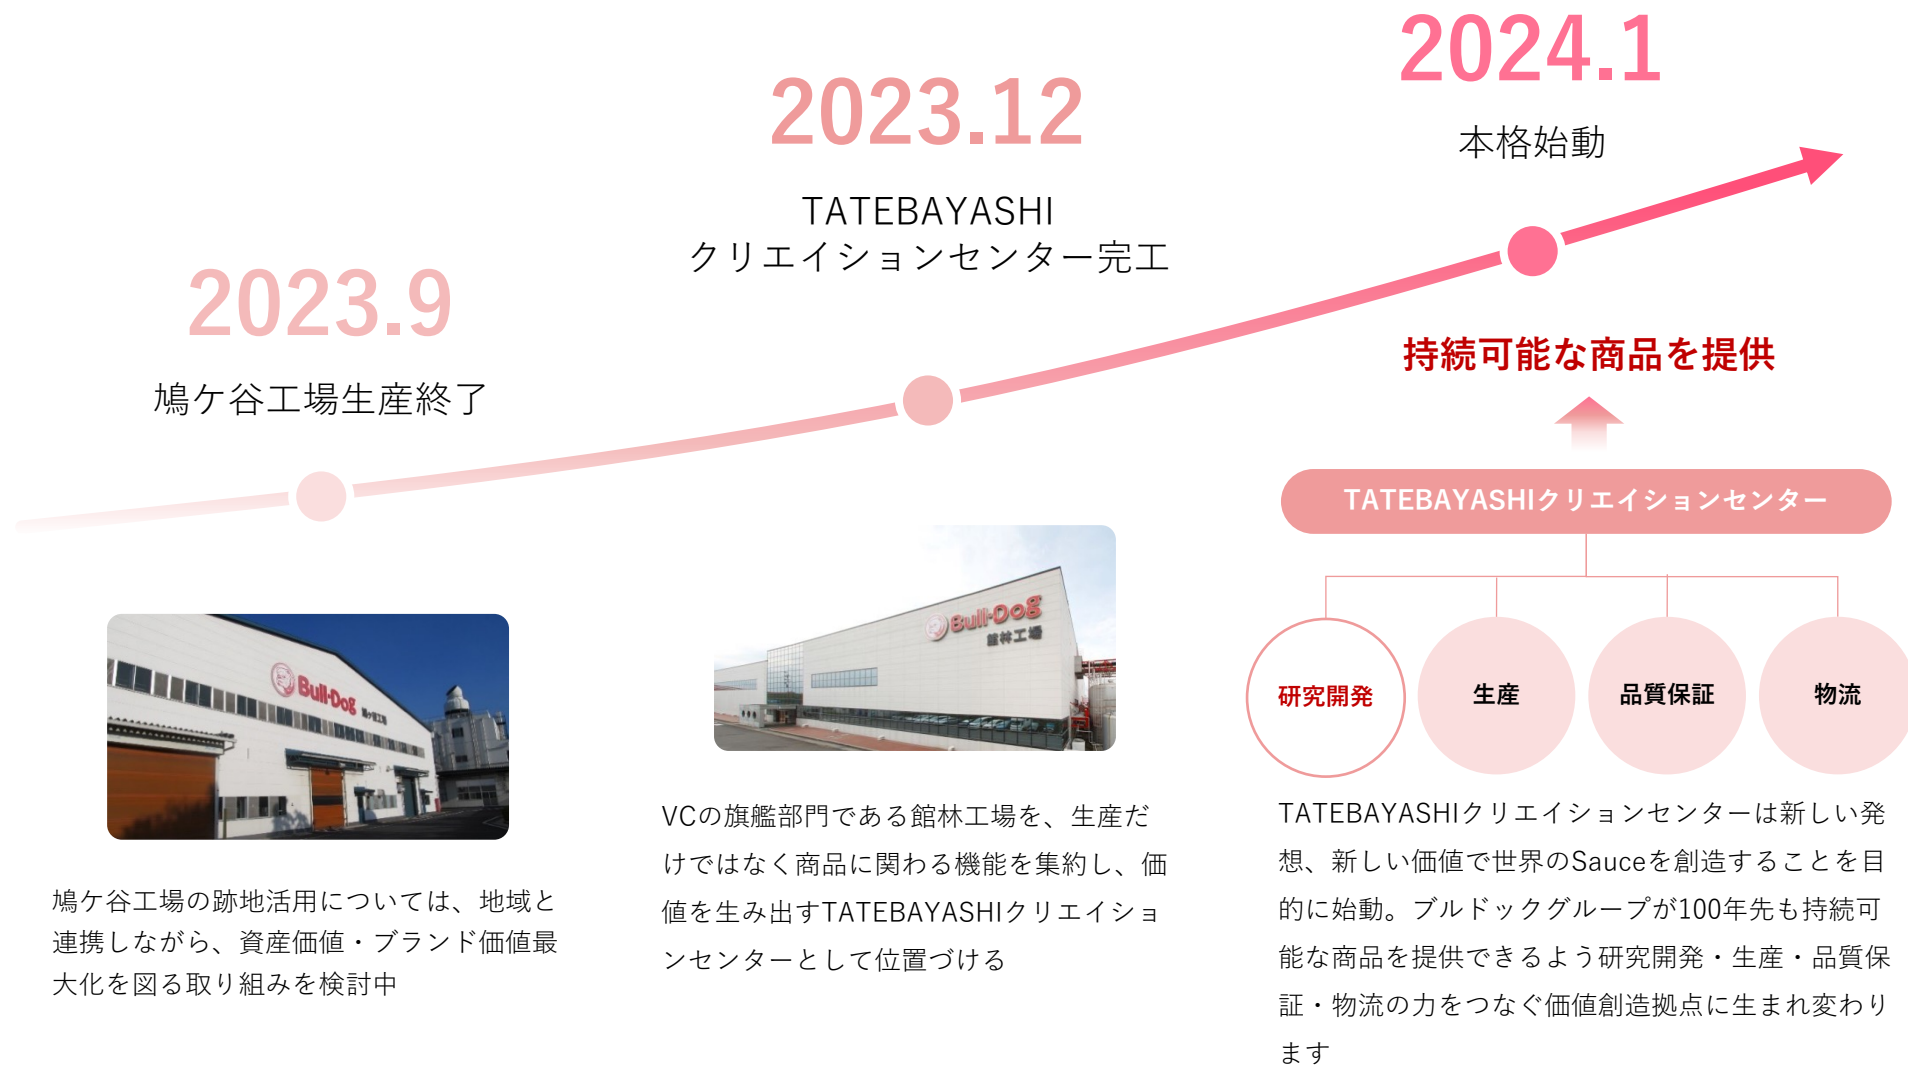 2023.9
鳩ケ谷工場生産終了
Bull-Dog
鳩ケ谷工場
鳩ケ谷工場の跡地活用については、地域と
連携しながら、資産価値・ブランド価値最
大化を図る取り組みを検討中
2023.12
TATEBAYASHI
クリエイションセンター完工
Bull-Dog
館林工場
VCの旗艦部門である館林工場を、生産だ
けではなく商品に関わる機能を集約し、価
値を生み出すTATEBAYASHIクリエイショ
ンセンターとして位置づける
2024.1
本格始動
持続可能な商品を提供
TATEBAYASHIクリエイションセンター
研究開発
生産
品質保証
物流
TATEBAYASHIクリエイションセンターは新しい発
想、新しい価値で世界のSauceを創造することを目
的に始動。ブルドックグループが100年先も持続可
能な商品を提供できるよう研究開発・生産・品質保
証・物流の力をつなぐ価値創造拠点に生まれ変わり
ます